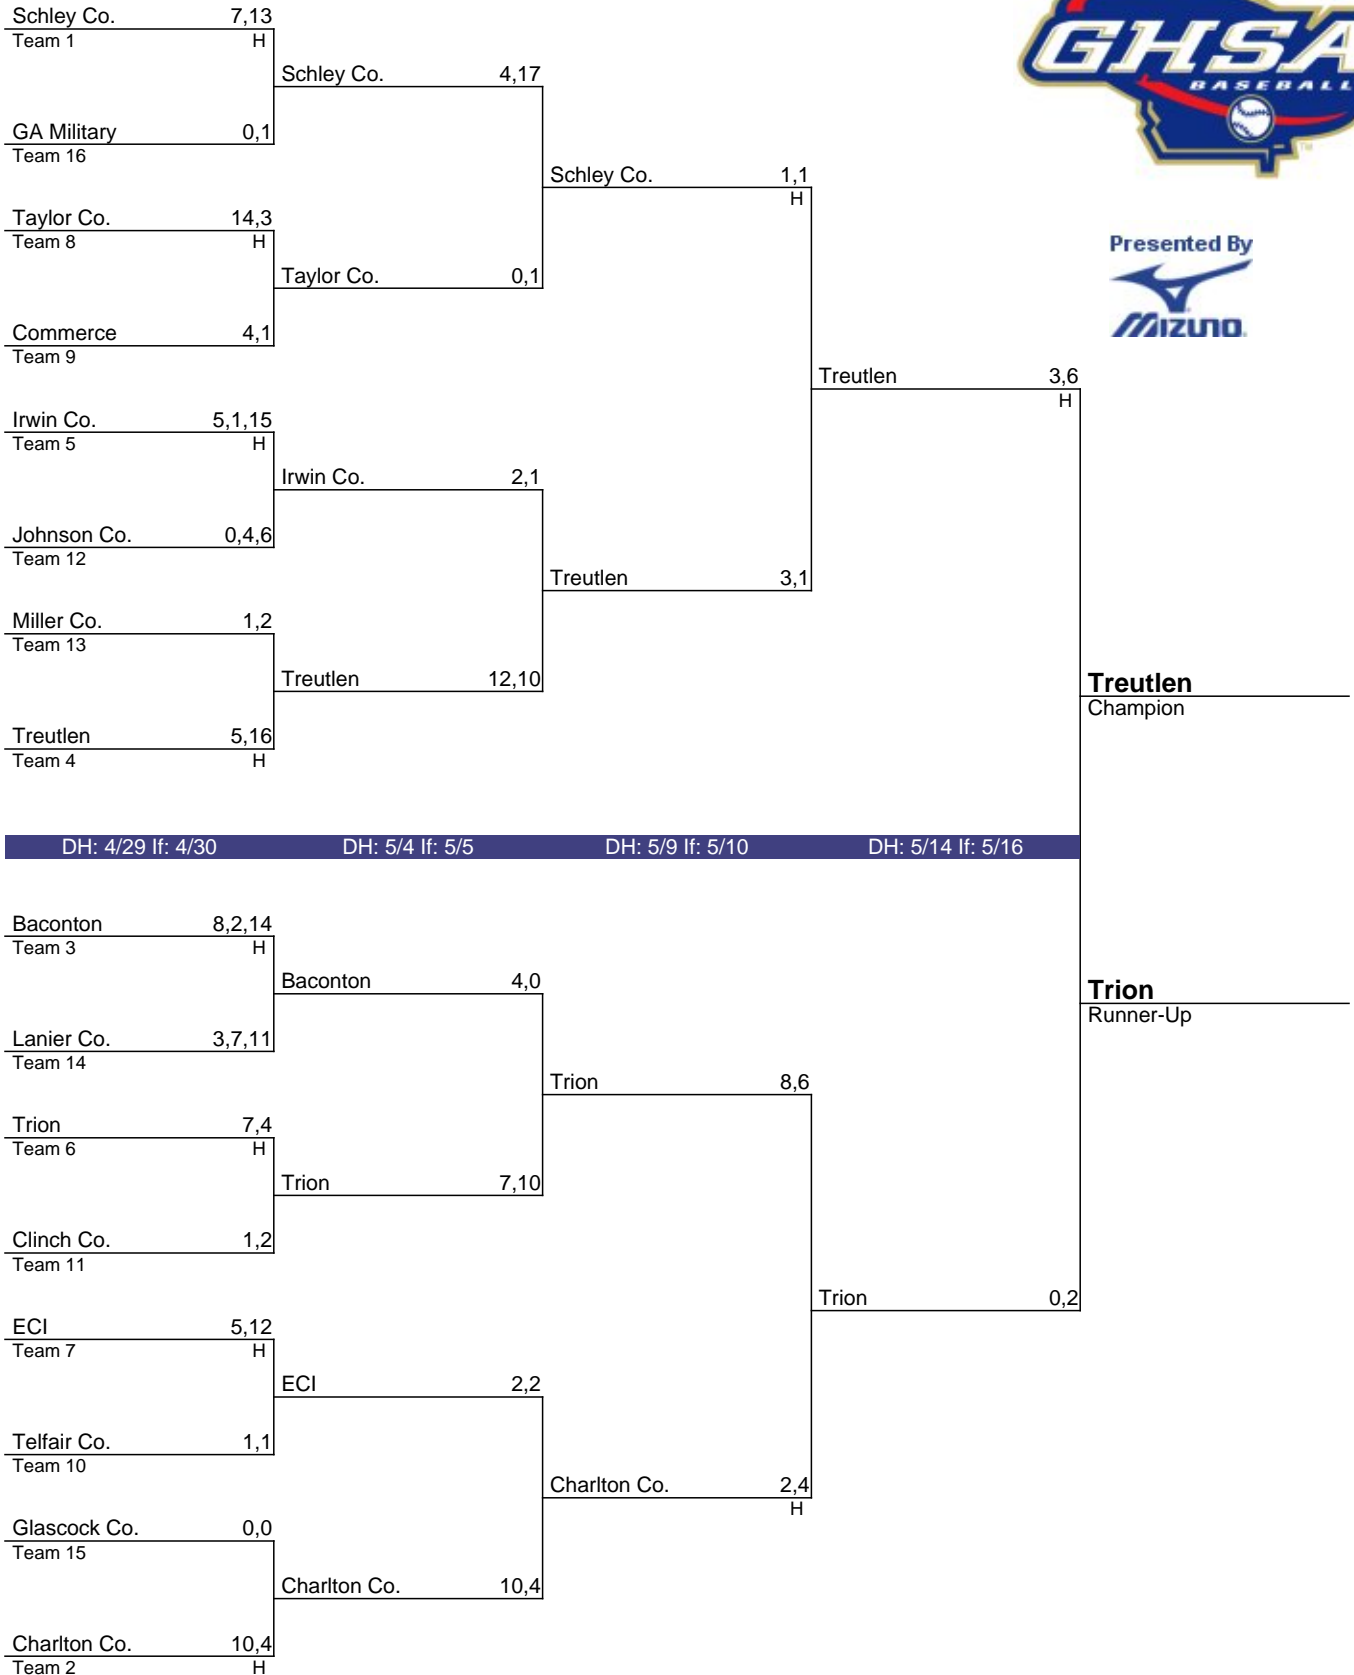 Schley Co. 7,13
Team 1 H
GHSA
BASEBALL
TM
Schley Co. 4,17
GA Military 0,1
Team 16
Schley Co. 1,1
H
Taylor Co. 14,3
Team 8 H
Presented By
MIZUNO
Taylor Co. 0,1
Commerce 4,1
Team 9
Treutlen 3,6
H
Irwin Co. 5,1,15
Team 5 H
Irwin Co. 2,1
Johnson Co. 0,4,6
Team 12
Treutlen 3,1
Miller Co. 1,2
Team 13
Treutlen 12,10
Treutlen
Champion
Treutlen 5,16
Team 4 H
DH: 4/29 If: 4/30 DH: 5/4 If: 5/5 DH: 5/9 If: 5/10 DH: 5/14 If: 5/16
Baconton 8,2,14
Team 3 H
Baconton 4,0
Trion
Runner-Up
Lanier Co. 3,7,11
Team 14
Trion 8,6
Trion 7,4
Team 6 H
Trion 7,10
Clinch Co. 1,2
Team 11
Trion 0,2
ECI 5,12
Team 7 H
ECI 2,2
Telfair Co. 1,1
Team 10
Charlton Co. 2,4
H
Glascock Co. 0,0
Team 15
Charlton Co. 10,4
Charlton Co. 10,4
Team 2 H